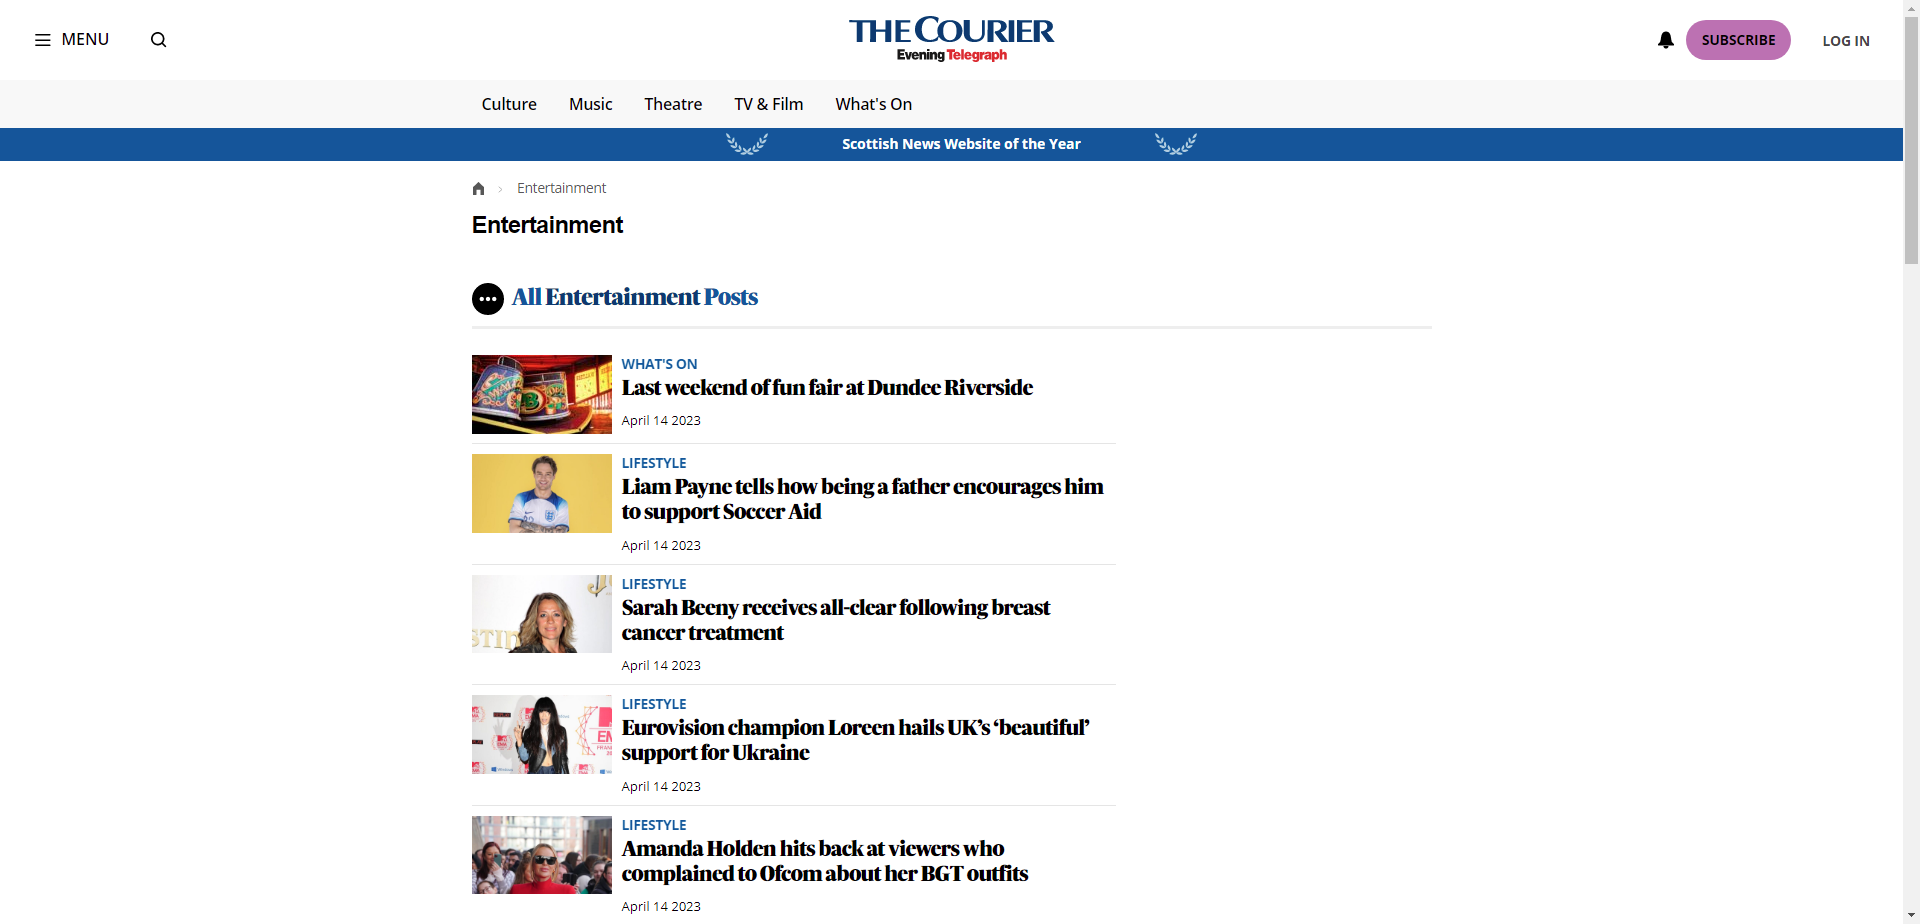 MENU
THE COURIER
Evening Telegraph
SUBSCRIBE
LOG IN
Culture
Music
Theatre
TV & Film
What's On
Scottish News Website of the Year
Entertainment
Entertainment
All Entertainment Posts
WHAT'S ON
Last weekend of fun fair at Dundee Riverside
April 14 2023
LIFESTYLE
Liam Payne tells how being a father encourages him
to support Soccer Aid
April 14 2023
LIFESTYLE
Sarah Beeny receives all-clear following breast
cancer treatment
April 14 2023
LIFESTYLE
Eurovision champion Loreen hails UK’s ‘beautiful’
support for Ukraine
April 14 2023
LIFESTYLE
Amanda Holden hits back at viewers who
complained to Ofcom about her BGT outfits
April 14 2023